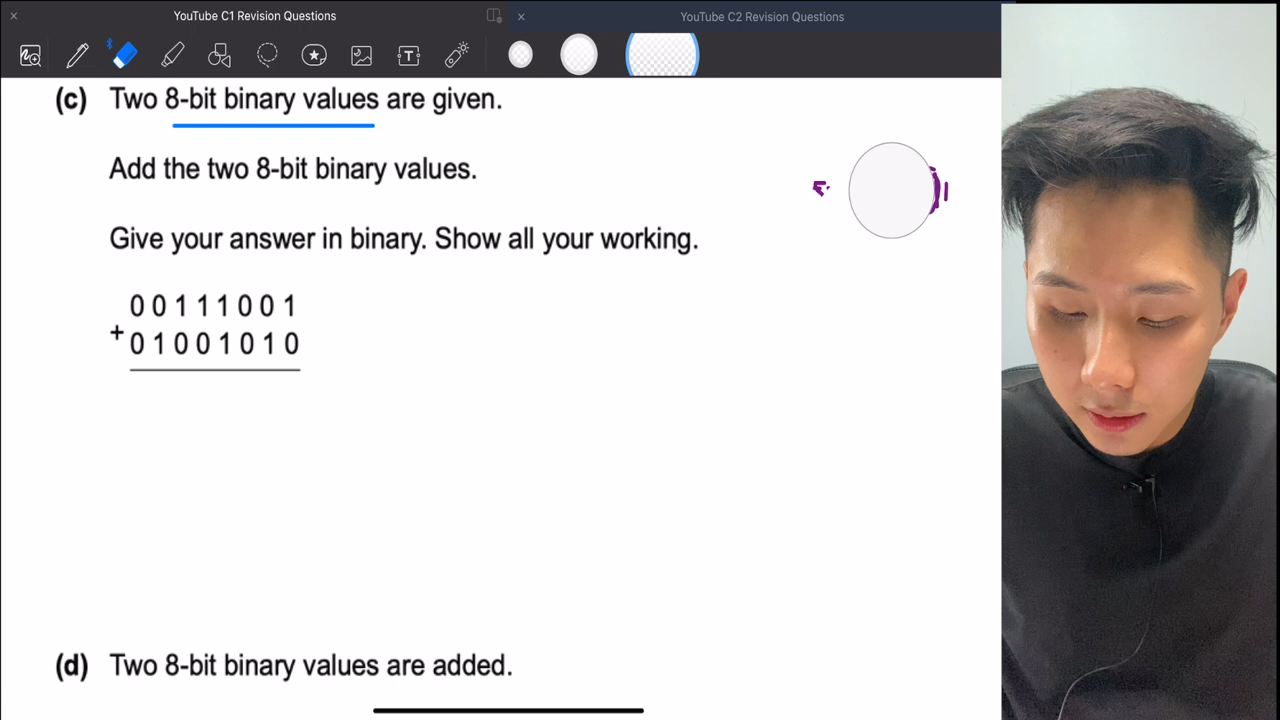 YouTube C1 Revision Questions
YouTube C2 Revision Questions
T
(c) Two 8-bit binary values are given.
Add the two 8-bit binary values.
Give your answer in binary. Show all your working.
0 0 1 1 1 0 0 1
+ 0 1 0 0 1 0 1 0
(d) Two 8-bit binary values are added.